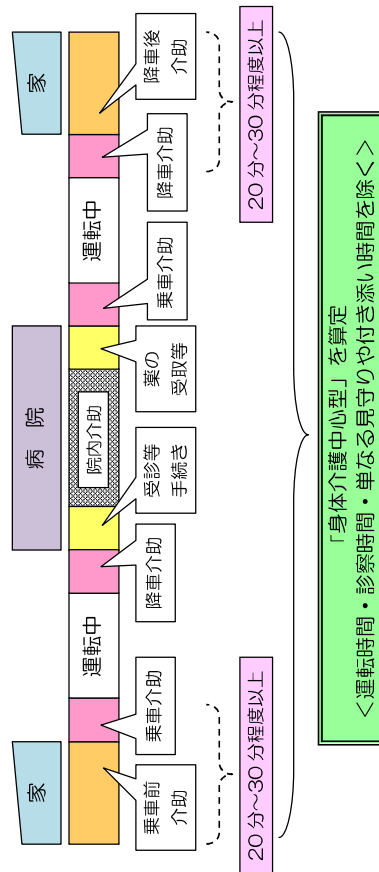 家
病 院
家
運転中
院内介助
運転中
乗車前
介助
乗車介助
降車介助
受診等
手続き
薬の
受取等
乗車介助
降車介助
降車後
介助
20分～30分程度以上
20分～30分程度以上
「身体介護中心型」を算定
＜運転時間・診察時間・単なる見守りや付き添い時間を除く＞